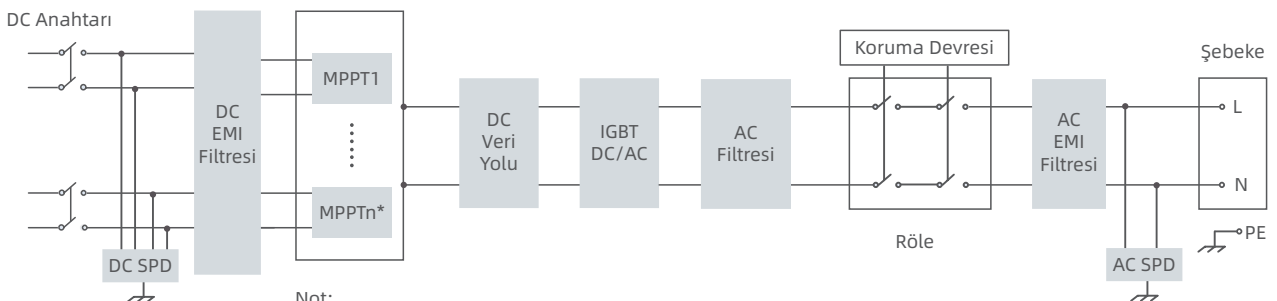 DC Anahtarı
DC
EMI
Filtresi
MPPT1
MPPTn*
DC SPD
DC
Veri
Yolu
IGBT
DC/AC
AC
Filtresi
Koruma Devresi
Röle
AC
EMI
Filtresi
Şebeke
L
N
PE
AC SPD
Not: